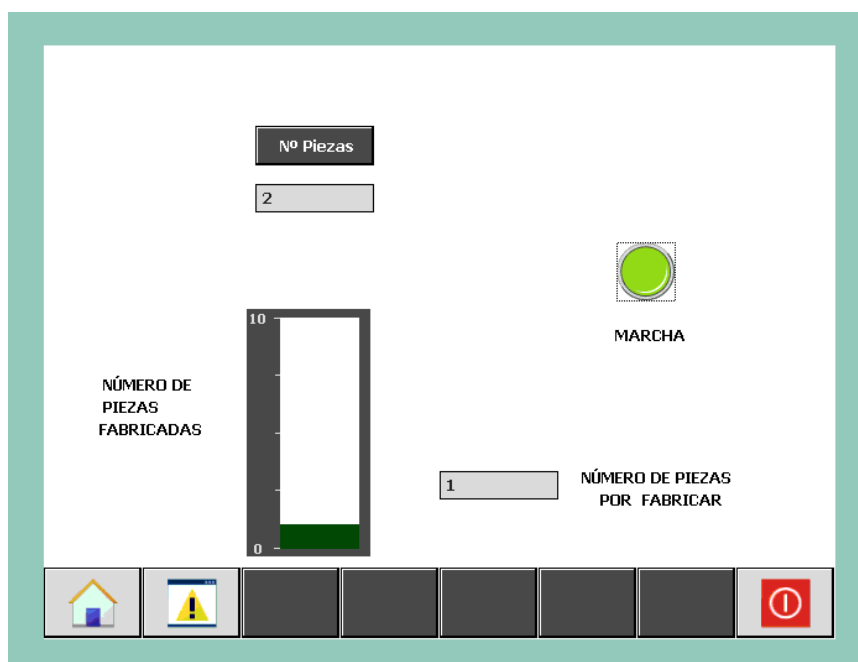 Nº Piezas
2
MARCHA
10
NÚMERO DE
PIEZAS
FABRICADAS
0
1
NÚMERO DE PIEZAS
POR FABRICAR